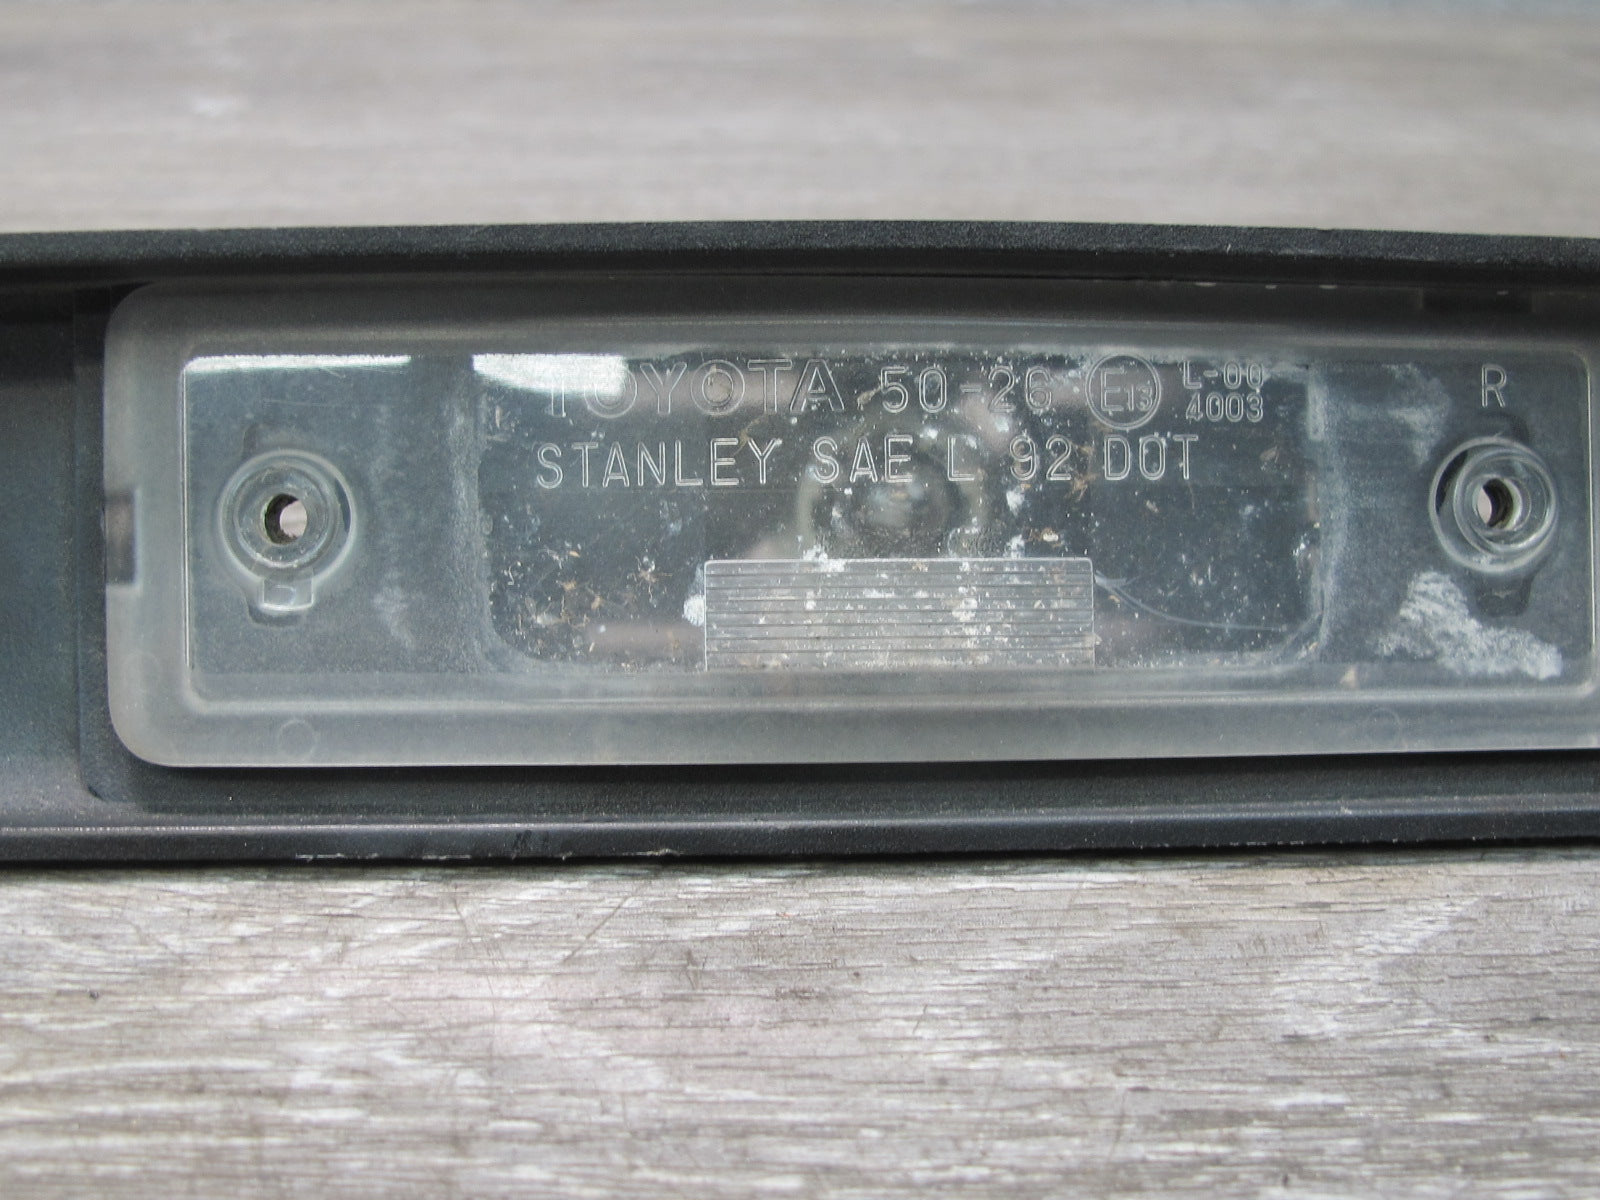 TOYOTA 50-26 E13 L-00
4003
R
STANLEY SAE L 92 DOT